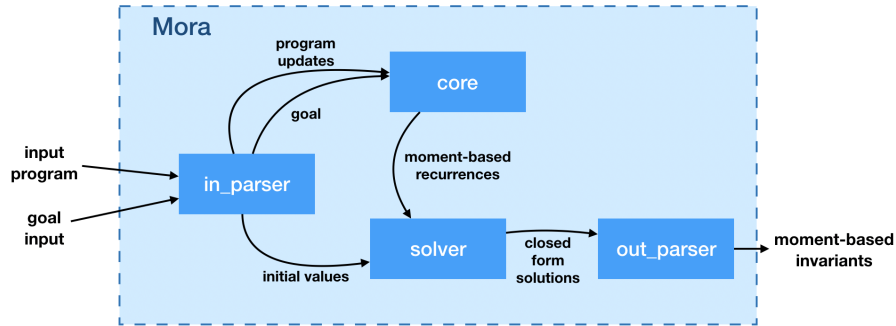 Mora
program
updates
core
goal
input
program
in_parser
moment-based
recurrences
goal
input
initial values
solver
closed
form
solutions
out_parser
moment-based
invariants